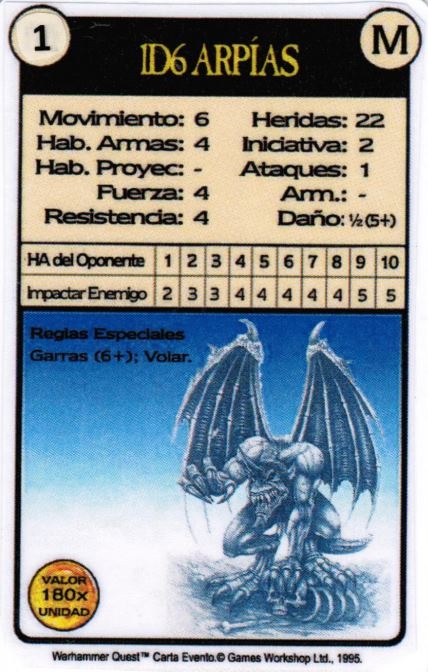 1
M
1D6 ARPÍAS
Movimiento: 6 Heridas: 22
Hab. Armas: 4 Iniciativa: 2
Hab. Proyec: - Ataques: 1
Fuerza: 4 Arm.: -
Resistencia: 4 Daño: ½ (5+)
HA del Oponente 1 2 3 4 5 6 7 8 9 10
Impactar Enemigo 2 3 3 4 4 4 4 4 5 5
Reglas Especiales
Garras (6+); Volar.
VALOR
180x
UNIDAD
Warhammer Quest™ Carta Evento.© Games Workshop Ltd., 1995.